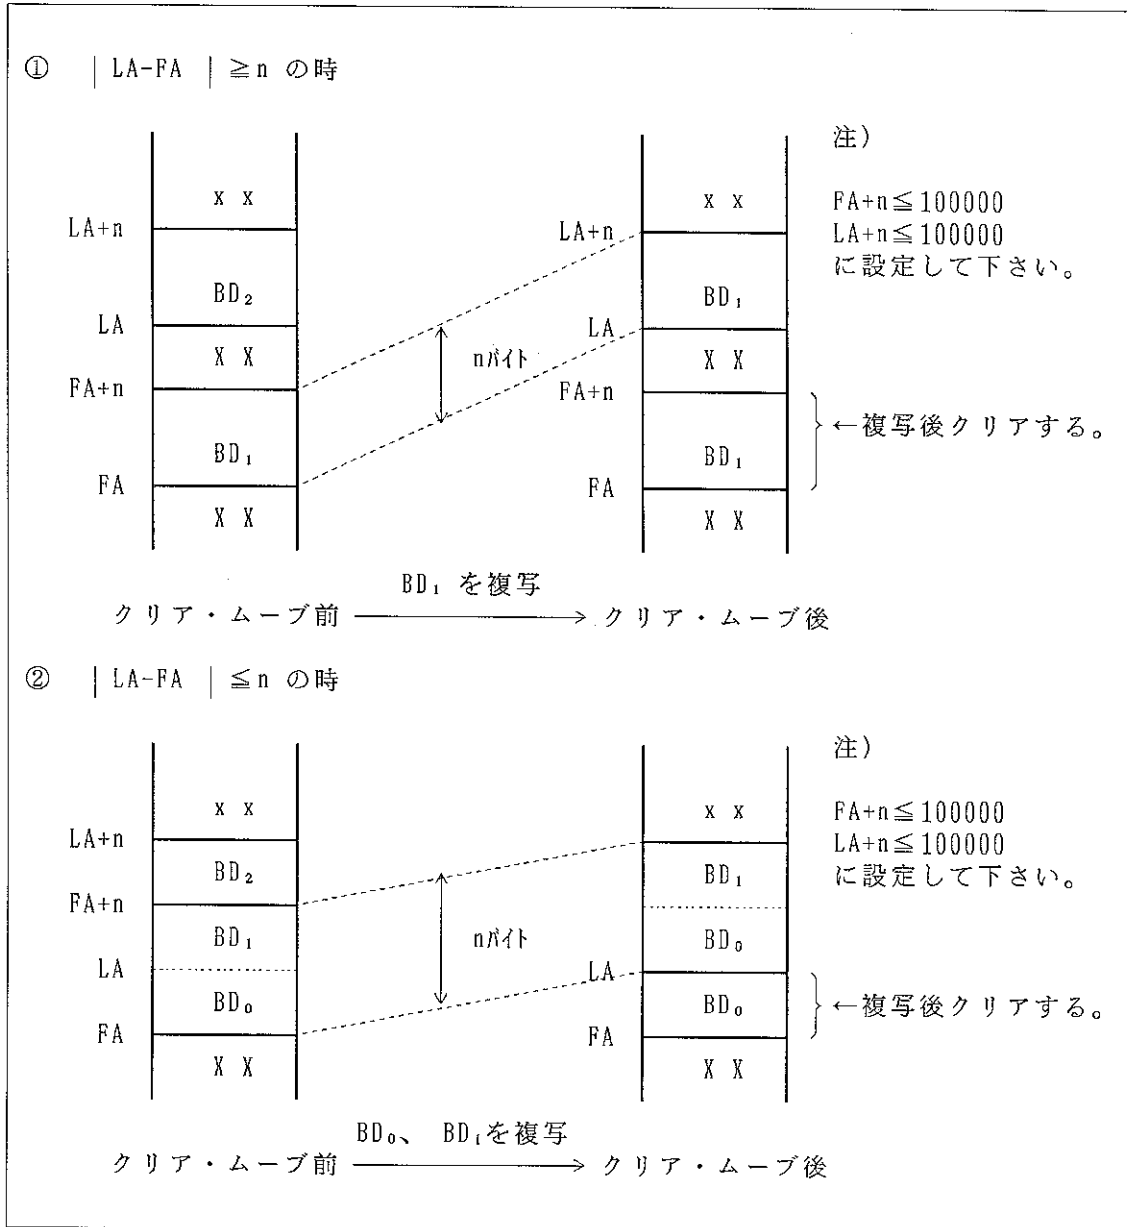 ① | LA-FA | ≧n の時
注)
FA+n≦100000
LA+n≦100000
に設定して下さい。
x x
LA+n
BD₂
LA
X X
FA+n
BD₁
FA
X X
nバイト
x x
LA+n
BD₁
LA
X X
FA+n
BD₁
FA
X X
←複写後クリアする。
BD₁ を複写
クリア・ムーブ前 → クリア・ムーブ後
② | LA-FA | ≦n の時
注)
FA+n≦100000
LA+n≦100000
に設定して下さい。
x x
LA+n
BD₂
FA+n
BD₁
LA
BD₀
FA
X X
nバイト
x x
BD₁
BD₀
LA
BD₀
FA
X X
←複写後クリアする。
BD₀、 BD₁を複写
クリア・ムーブ前 → クリア・ムーブ後